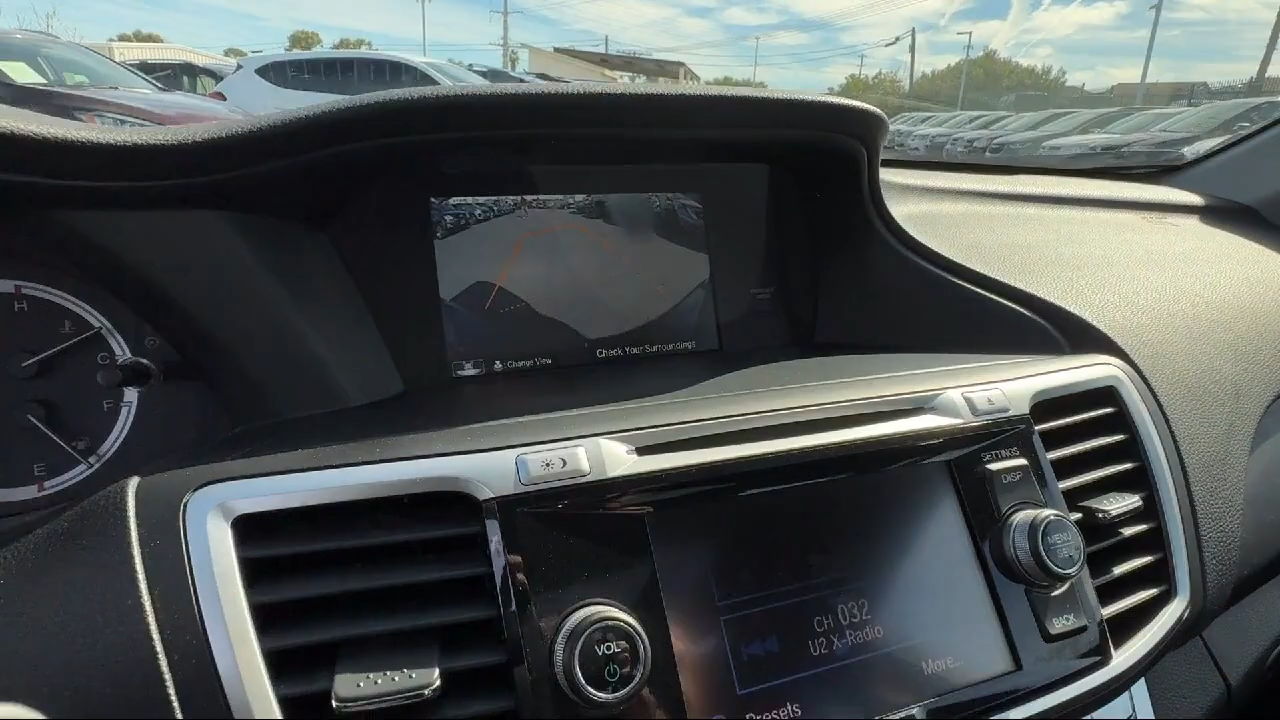 : Change View
Check Your Surroundings
H
C
F
E
SETTINGS
DISP
MENU
SEL
BACK
VOL
CH 032
U2 X-Radio
More...
Presets